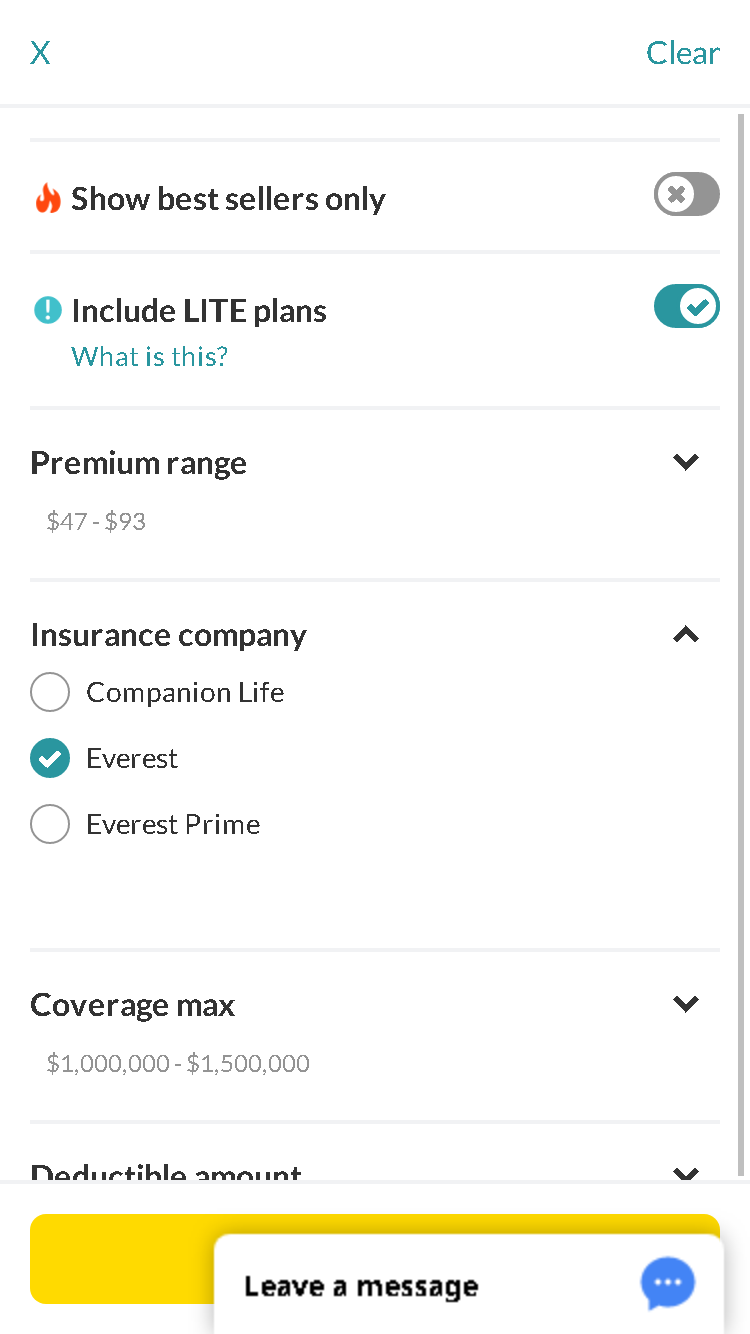 X
Clear
Show best sellers only
Include LITE plans
What is this?
Premium range
$47 - $93
Insurance company
Companion Life
Everest
Everest Prime
Coverage max
$1,000,000 - $1,500,000
Deductible amount
Leave a message